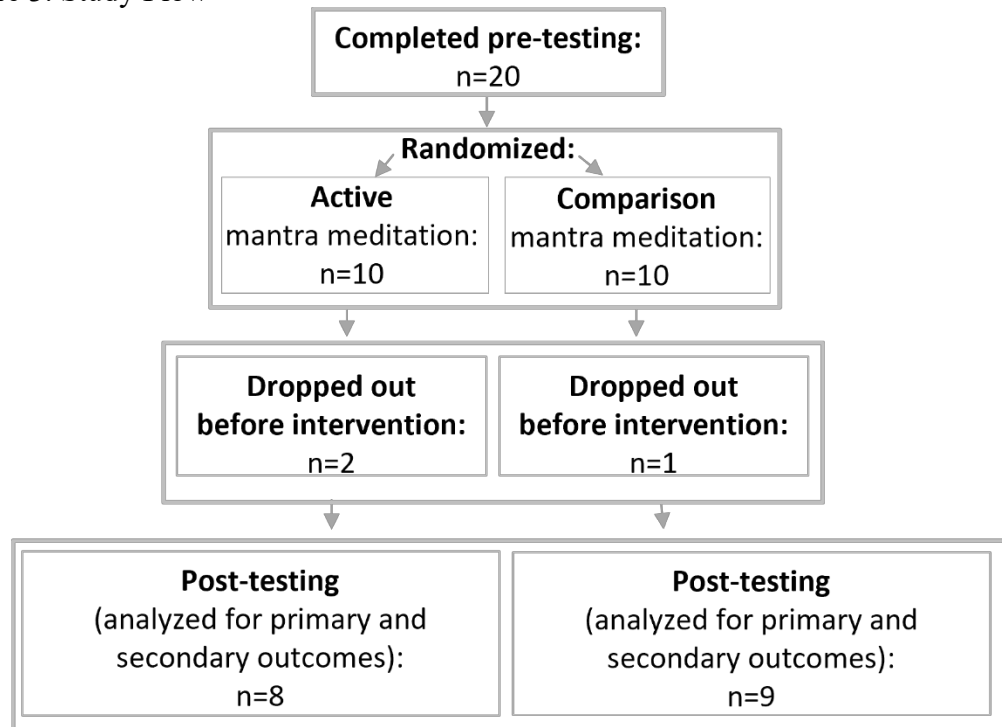 Completed pre-testing:
n=20
Randomized:
Active
mantra meditation:
n=10
Comparison
mantra meditation:
n=10
Dropped out
before intervention:
n=2
Dropped out
before intervention:
n=1
Post-testing
(analyzed for primary and
secondary outcomes):
n=8
Post-testing
(analyzed for primary and
secondary outcomes):
n=9